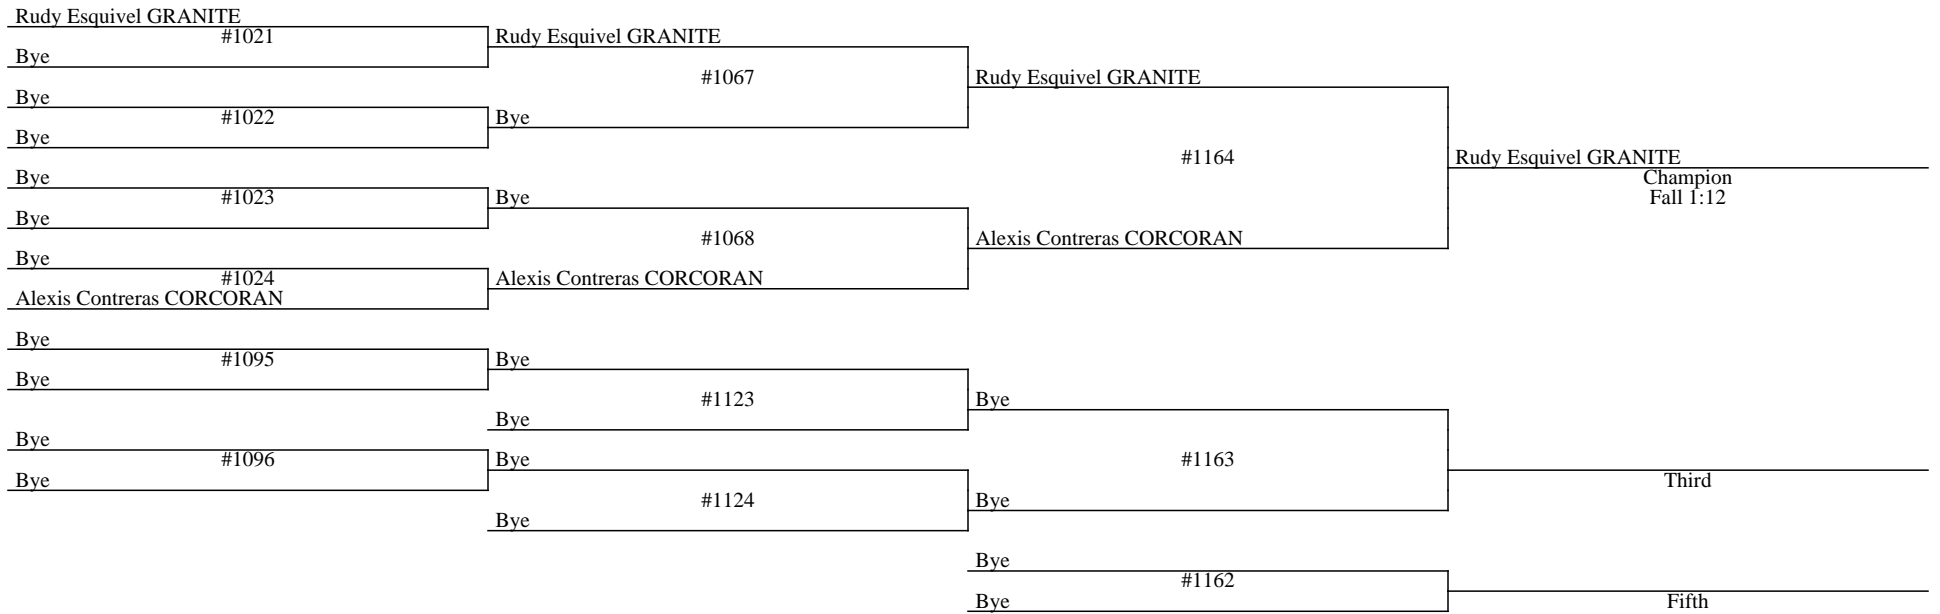 Rudy Esquivel GRANITE
#1021
Bye
Rudy Esquivel GRANITE
#1067
Rudy Esquivel GRANITE
Bye
#1022
Bye
Bye
#1164
Rudy Esquivel GRANITE
Champion
Fall 1:12
Bye
#1023
Bye
Bye
#1068
Alexis Contreras CORCORAN
Bye
#1024
Alexis Contreras CORCORAN
Alexis Contreras CORCORAN
Bye
#1095
Bye
Bye
#1123
Bye
Bye
Bye
#1096
Bye
Bye
#1163
Third
#1124
Bye
Bye
Bye
#1162
Bye
Fifth